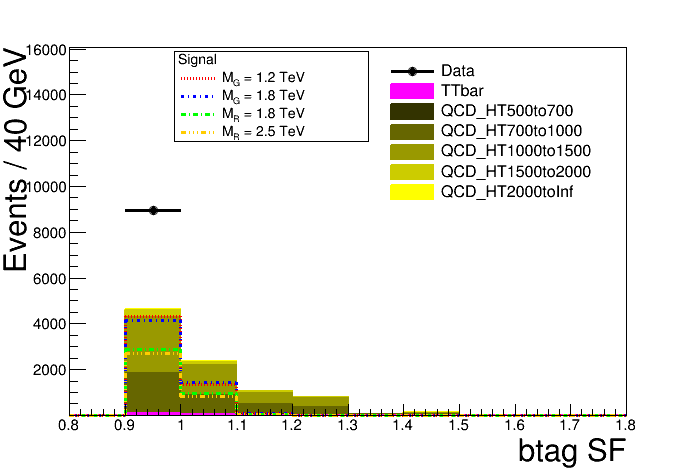 Events / 40 GeV
16000
14000
12000
10000
8000
6000
4000
2000
Signal
M_G = 1.2 TeV
M_G = 1.8 TeV
M_R = 1.8 TeV
M_R = 2.5 TeV
Data
TTbar
QCD_HT500to700
QCD_HT700to1000
QCD_HT1000to1500
QCD_HT1500to2000
QCD_HT2000toInf
0.8 0.9 1 1.1 1.2 1.3 1.4 1.5 1.6 1.7 1.8
btag SF